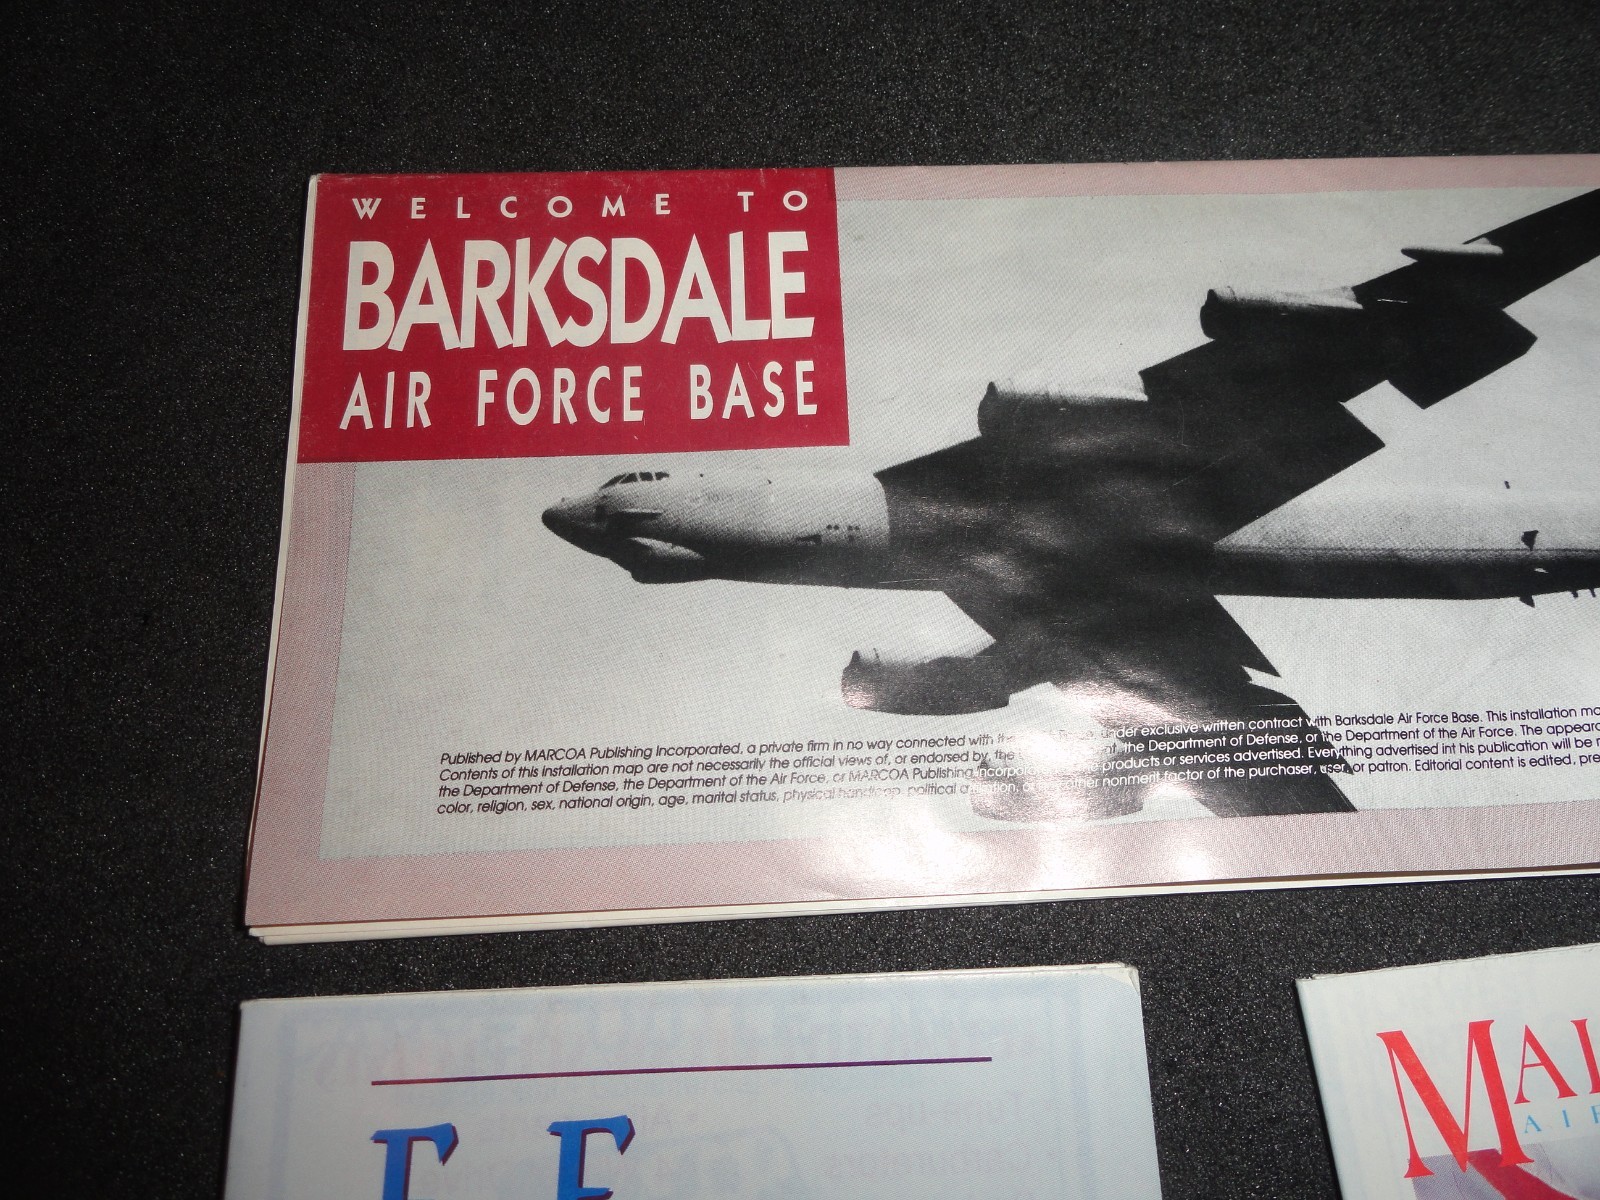 WELCOME TO
BARKSDALE
AIR FORCE BASE
Published by MARCOA Publishing Incorporated, a private firm in no way connected with under exclusive written contract with Barksdale Air Force Base. This installation
Contents of this installation map are not necessarily the official views of, or endorsed by, the the Department of Defense, or the Department of the Air Force. The
the Department of Defense, the Department of the Air Force, or MARCOA Publishing products or services advertised. Everything advertised int his publication will be
color, religion, sex, national origin, age, marital status, physical handicap, political nonmerit factor of the purchaser, user, or patron. Editorial content is edited,
AI